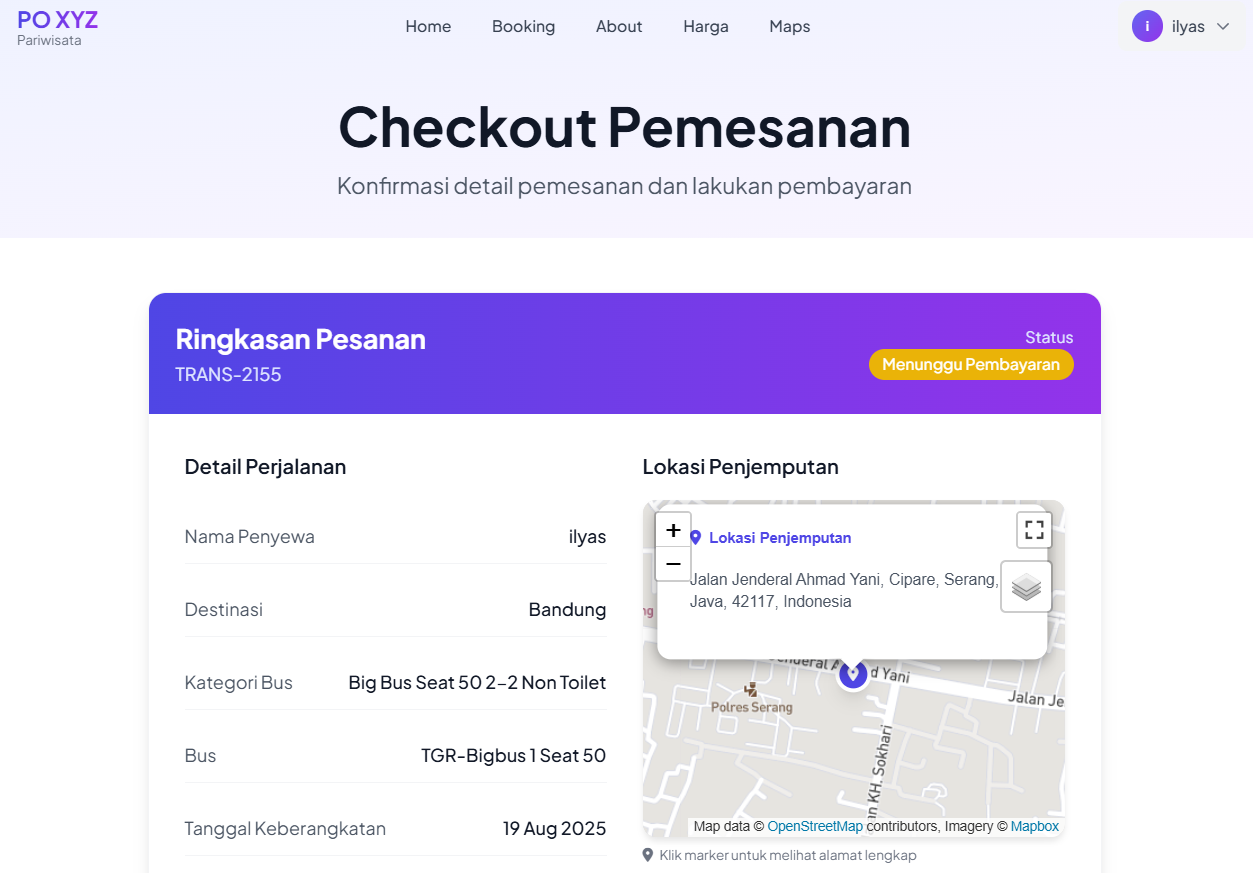 PO XYZ
Pariwisata
Home
Booking
About
Harga
Maps
i
ilyas
Checkout Pemesanan
Konfirmasi detail pemesanan dan lakukan pembayaran
Ringkasan Pesanan
TRANS-2155
Status
Menunggu Pembayaran
Detail Perjalanan
Nama Penyewa
ilyas
Destinasi
Bandung
Kategori Bus
Big Bus Seat 50 2-2 Non Toilet
Bus
TGR-Bigbus 1 Seat 50
Tanggal Keberangkatan
19 Aug 2025
Lokasi Penjemputan
+
−
Lokasi Penjemputan
Jalan Jenderal Ahmad Yani, Cipare, Serang,
Java, 42117, Indonesia
d Yani
Jalan Je
Polres Serang
an KH. Sokhari
Map data © OpenStreetMap contributors, Imagery © Mapbox
Klik marker untuk melihat alamat lengkap